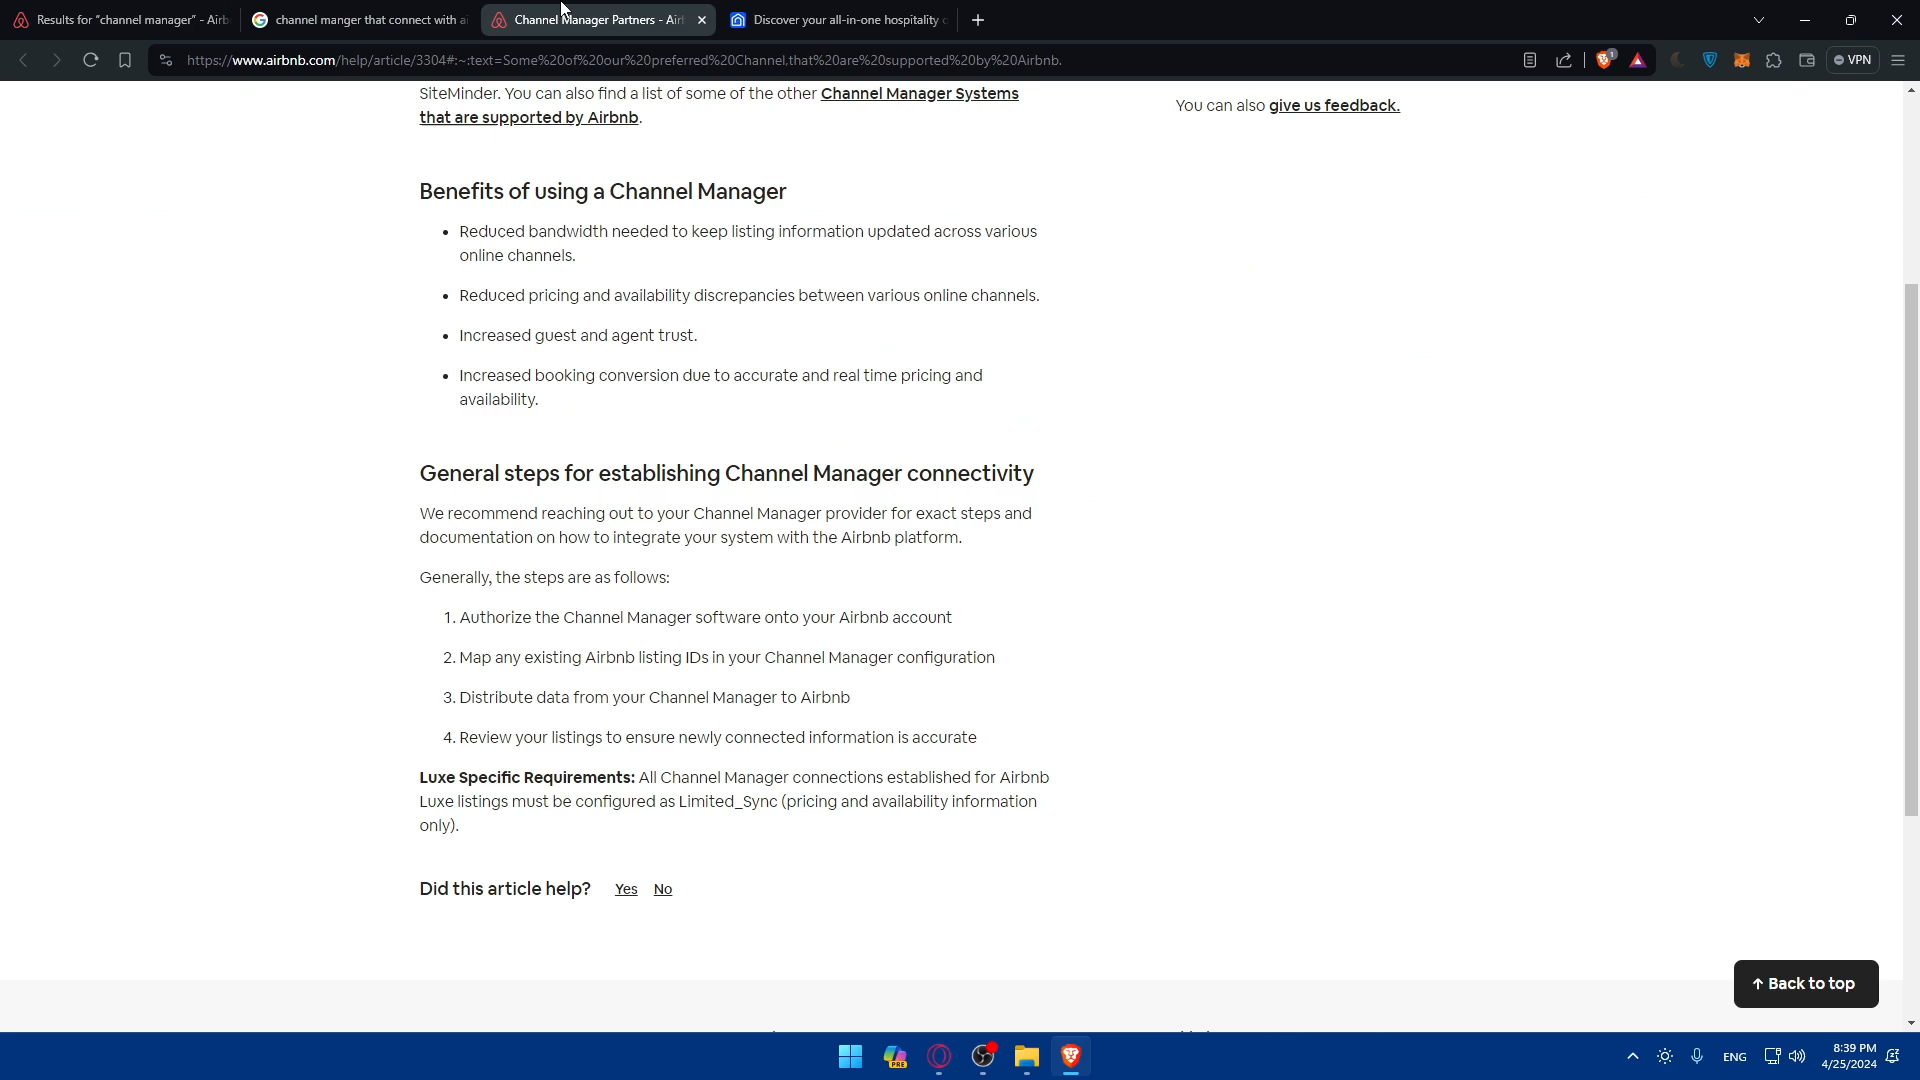 Results for “channel manager” - Airb
channel manger that connect with ai
Channel Manager Partners - Airl
Discover your all-in-one hospitality
https://www.airbnb.com/help/article/3304#:~:text=Some%20of%20our%20preferred%20Channel,that%20are%20supported%20by%20Airbnb.
1
VPN
SiteMinder. You can also find a list of some of the other Channel Manager Systems
that are supported by Airbnb.
You can also give us feedback.
Benefits of using a Channel Manager
• Reduced bandwidth needed to keep listing information updated across various
online channels.
• Reduced pricing and availability discrepancies between various online channels.
• Increased guest and agent trust.
• Increased booking conversion due to accurate and real time pricing and
availability.
General steps for establishing Channel Manager connectivity
We recommend reaching out to your Channel Manager provider for exact steps and
documentation on how to integrate your system with the Airbnb platform.
Generally, the steps are as follows:
1. Authorize the Channel Manager software onto your Airbnb account
2. Map any existing Airbnb listing IDs in your Channel Manager configuration
3. Distribute data from your Channel Manager to Airbnb
4. Review your listings to ensure newly connected information is accurate
Luxe Specific Requirements: All Channel Manager connections established for Airbnb
Luxe listings must be configured as Limited_Sync (pricing and availability information
only).
Did this article help? Yes No
↑ Back to top
PRE
ENG
8:39 PM
4/25/2024